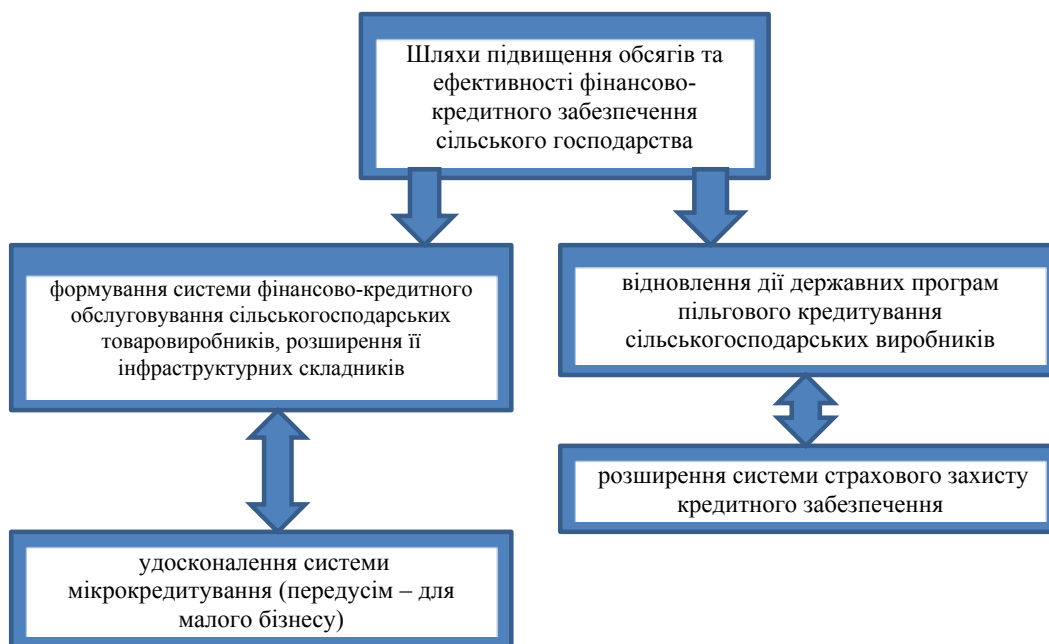 Шляхи підвищення обсягів та
ефективності фінансово-
кредитного забезпечення
сільського господарства
формування системи фінансово-кредитного
обслуговування сільськогосподарських
товаровиробників, розширення її
інфраструктурних складників
відновлення дії державних програм
пільгового кредитування
сільськогосподарських виробників
розширення системи страхового захисту
кредитного забезпечення
удосконалення системи
мікрокредитування (передусім – для
малого бізнесу)